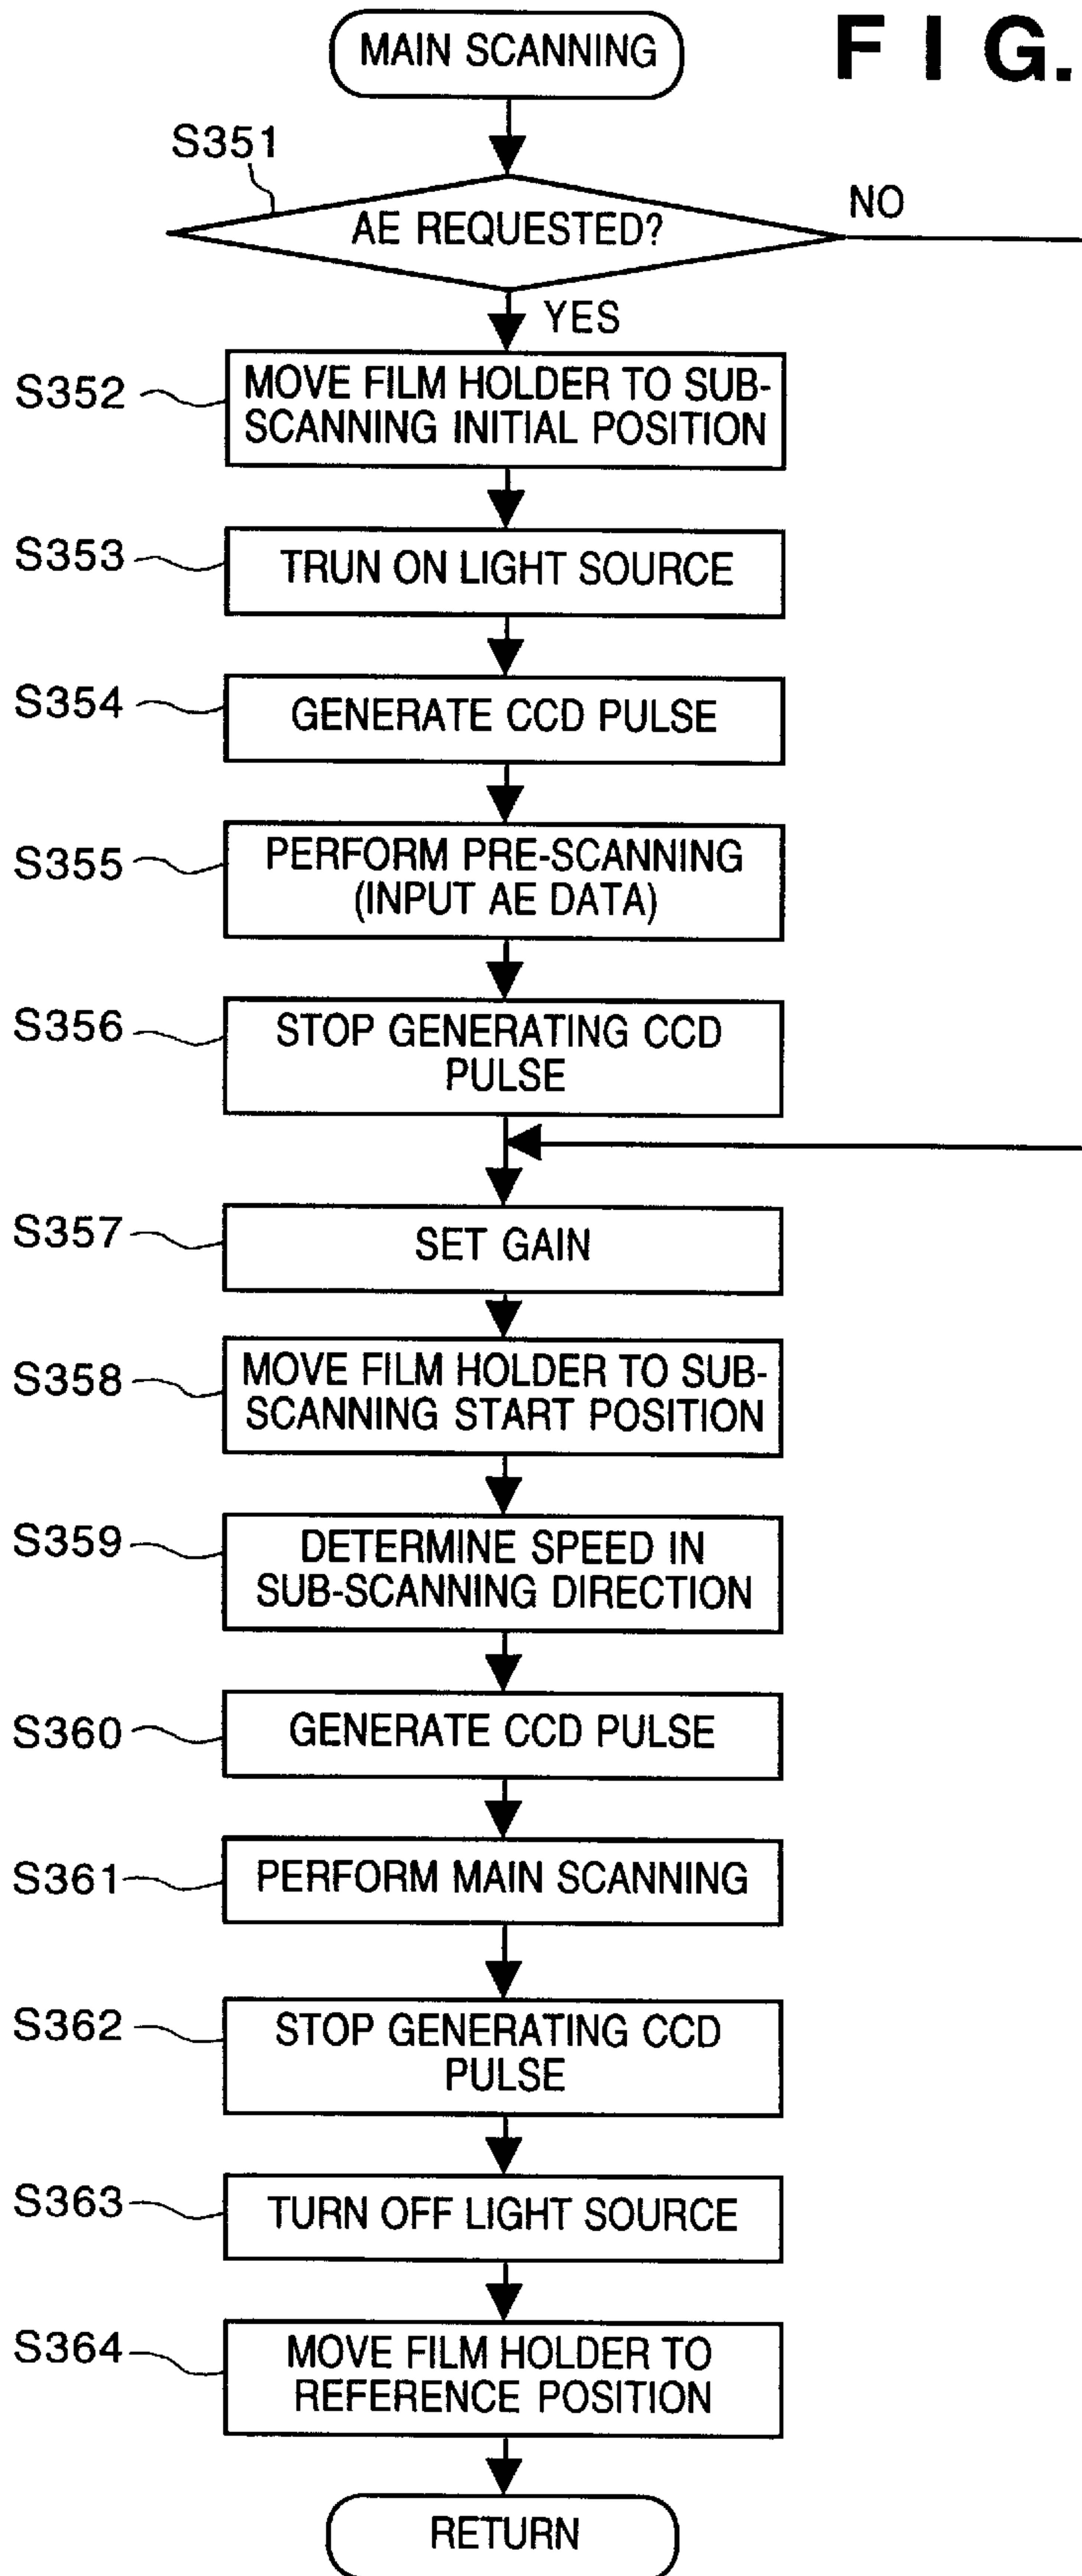 MAIN SCANNING
F I G.
S351
AE REQUESTED?
NO
YES
S352
MOVE FILM HOLDER TO SUB-
SCANNING INITIAL POSITION
S353
TRUN ON LIGHT SOURCE
S354
GENERATE CCD PULSE
S355
PERFORM PRE-SCANNING
(INPUT AE DATA)
S356
STOP GENERATING CCD
PULSE
S357
SET GAIN
S358
MOVE FILM HOLDER TO SUB-
SCANNING START POSITION
S359
DETERMINE SPEED IN
SUB-SCANNING DIRECTION
S360
GENERATE CCD PULSE
S361
PERFORM MAIN SCANNING
S362
STOP GENERATING CCD
PULSE
S363
TURN OFF LIGHT SOURCE
S364
MOVE FILM HOLDER TO
REFERENCE POSITION
RETURN